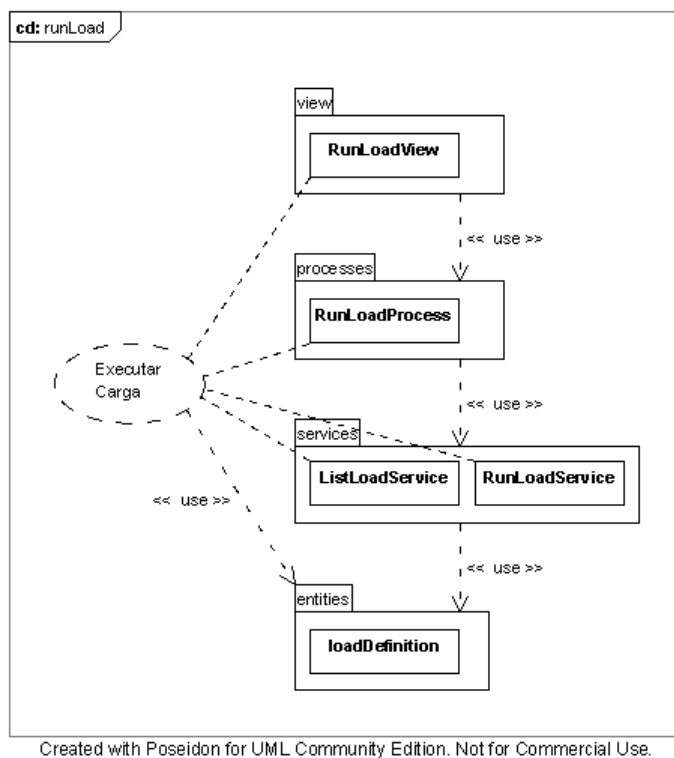 cd: runLoad
view
RunLoadView
<< use >>
processes
RunLoadProcess
Executar
Carga
<< use >>
services
ListLoadService
RunLoadService
<< use >>
<< use >>
entities
loadDefinition
Created with Poseidon for UML Community Edition. Not for Commercial Use.